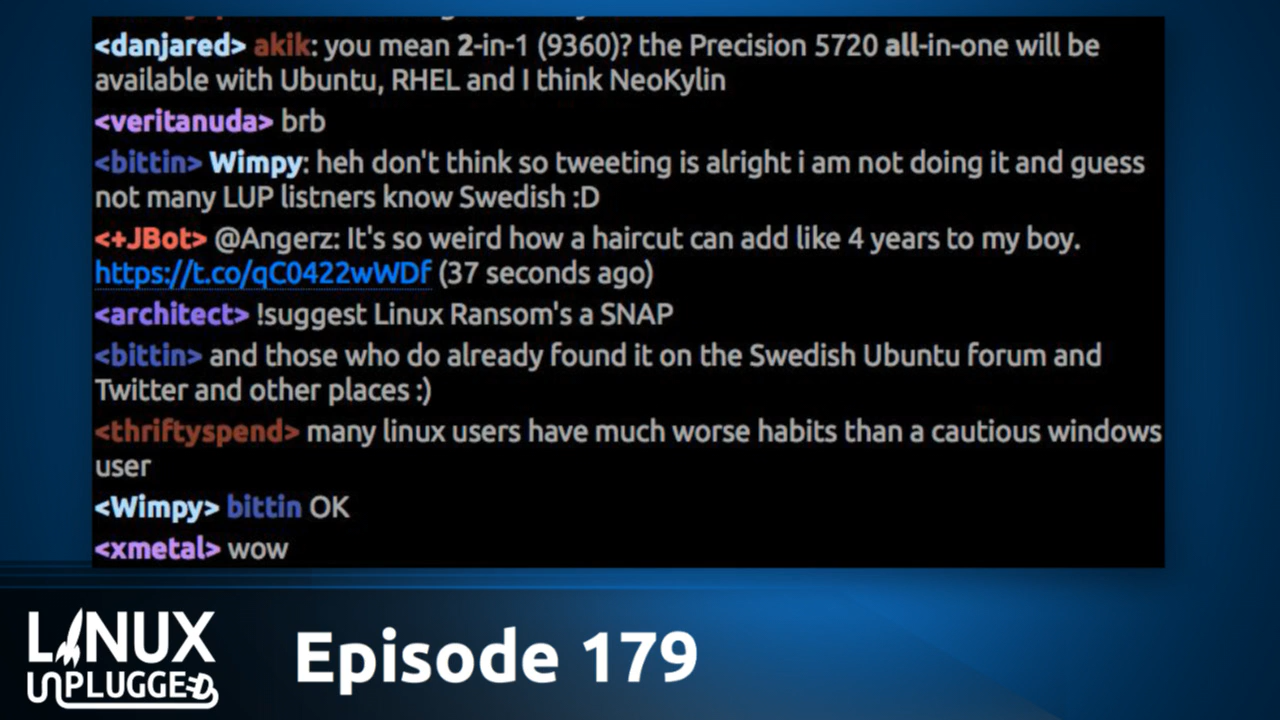 <danjared> akik: you mean 2-in-1 (9360)? the Precision 5720 all-in-one will be
available with Ubuntu, RHEL and I think NeoKylin
<veritanuda> brb
<bittin> Wimpy: heh don't think so tweeting is alright i am not doing it and guess
not many LUP listners know Swedish :D
<+JBot> @Angerz: It's so weird how a haircut can add like 4 years to my boy.
https://t.co/qC0422wWDf (37 seconds ago)
<architect> !suggest Linux Ransom's a SNAP
<bittin> and those who do already found it on the Swedish Ubuntu forum and
Twitter and other places :)
<thriftyspend> many linux users have much worse habits than a cautious windows
user
<Wimpy> bittin OK
<xmetal> wow
LINUX
UNPLUGGED
Episode 179